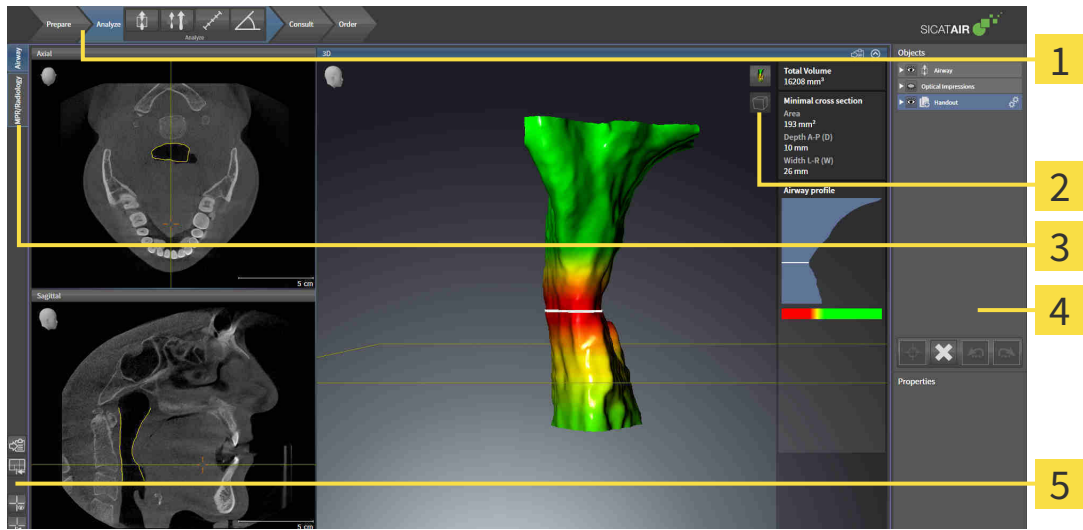 Prepare
Analyze
Analyze
Consult
Order
SICATAIR
Airway
MPR/Radiology
Axial
5 cm
Sagittal
5 cm
3D
Total Volume
16208 mm³
Minimal cross section
Area
193 mm²
Depth A-P (D)
10 mm
Width L-R (W)
26 mm
Airway profile
Objects
Airway
Optical Impressions
Handout
Properties
1
2
3
4
5